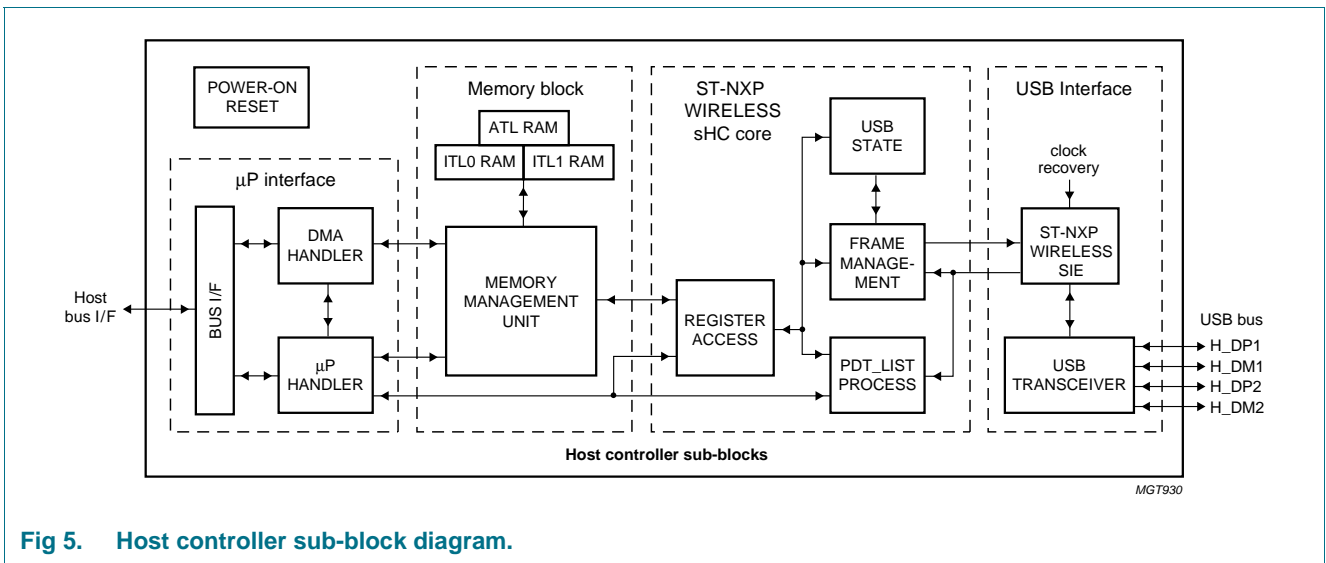 POWER-ON
RESET
Memory block
ATL RAM
ITL0 RAM
ITL1 RAM
ST-NXP
WIRELESS
sHC core
USB
STATE
USB Interface
clock
recovery
μP interface
DMA
HANDLER
BUS I/F
Host
bus I/F
μP
HANDLER
MEMORY
MANAGEMENT
UNIT
REGISTER
ACCESS
FRAME
MANAGE-
MENT
PDT_LIST
PROCESS
ST-NXP
WIRELESS
SIE
USB
TRANSCEIVER
USB bus
H_DP1
H_DM1
H_DP2
H_DM2
Host controller sub-blocks
MGT930
Fig 5. Host controller sub-block diagram.